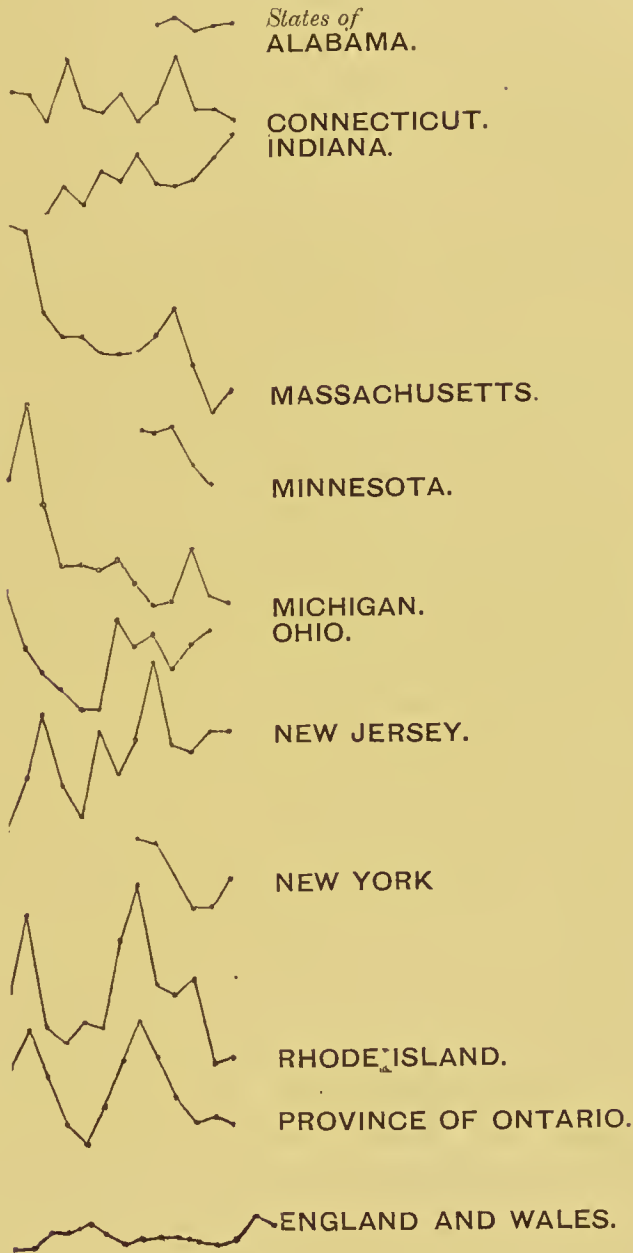 States of
ALABAMA.
CONNECTICUT.
INDIANA.
MASSACHUSETTS.
MINNESOTA.
MICHIGAN.
OHIO.
NEW JERSEY.
NEW YORK
RHODE ISLAND.
PROVINCE OF ONTARIO.
ENGLAND AND WALES.